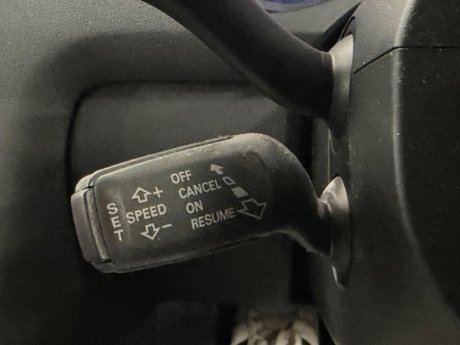 SET
+
SPEED
-
OFF
CANCEL
ON
RESUME